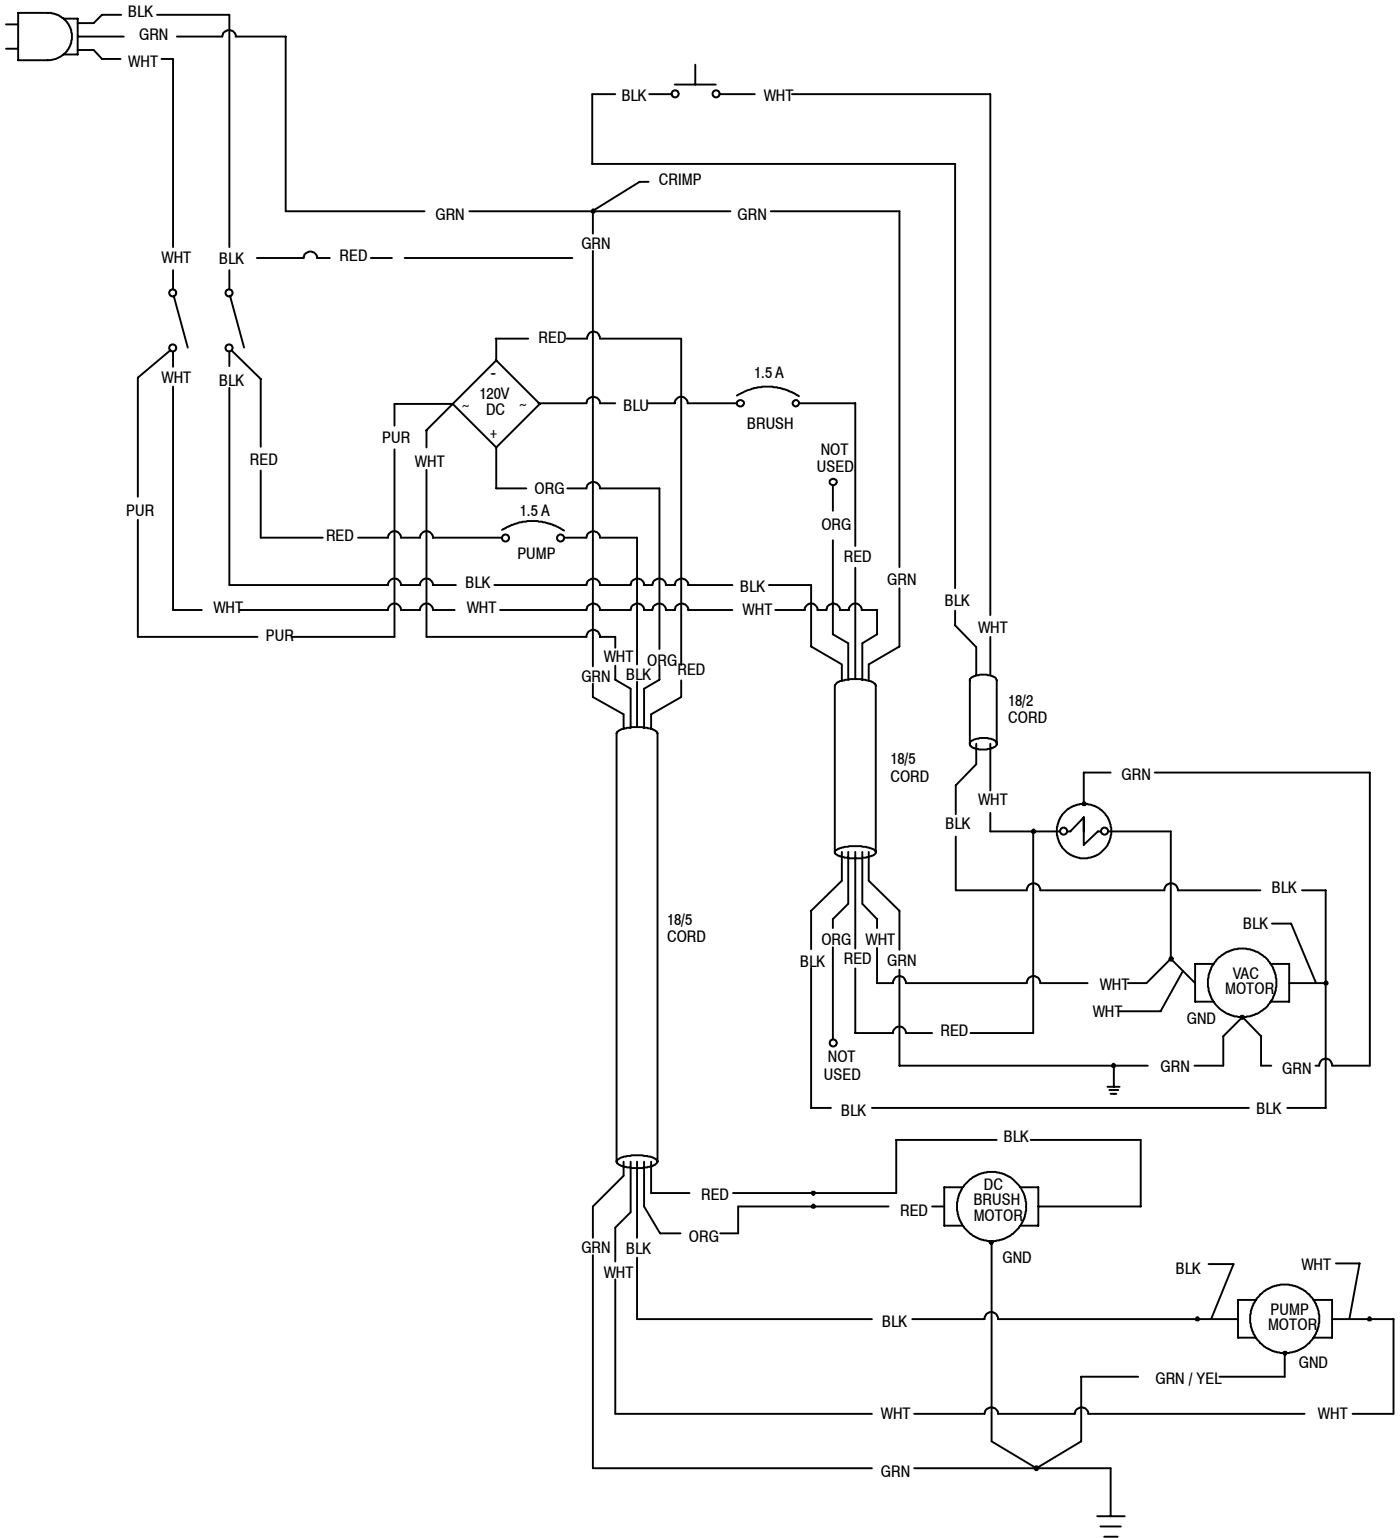 BLK
GRN
WHT
BLK
WHT
CRIMP
GRN
GRN
GRN
WHT
BLK
RED
RED
1.5 A
-
120V
DC
~
~
+
WHT
BLK
BLU
BRUSH
PUR
WHT
RED
NOT
USED
ORG
1.5 A
PUR
ORG
RED
PUMP
RED
BLK
BLK
GRN
BLK
WHT
WHT
WHT
WHT
PUR
WHT
ORG
RED
GRN
BLK
18/2
CORD
18/5
CORD
GRN
WHT
BLK
BLK
18/5
CORD
BLK
ORG
WHT
RED
GRN
BLK
VAC
MOTOR
WHT
WHT
GND
RED
NOT
USED
GRN
GRN
BLK
BLK
BLK
DC
BRUSH
MOTOR
RED
RED
ORG
GRN
BLK
GND
WHT
BLK
WHT
PUMP
MOTOR
BLK
GND
GRN / YEL
WHT
WHT
GRN